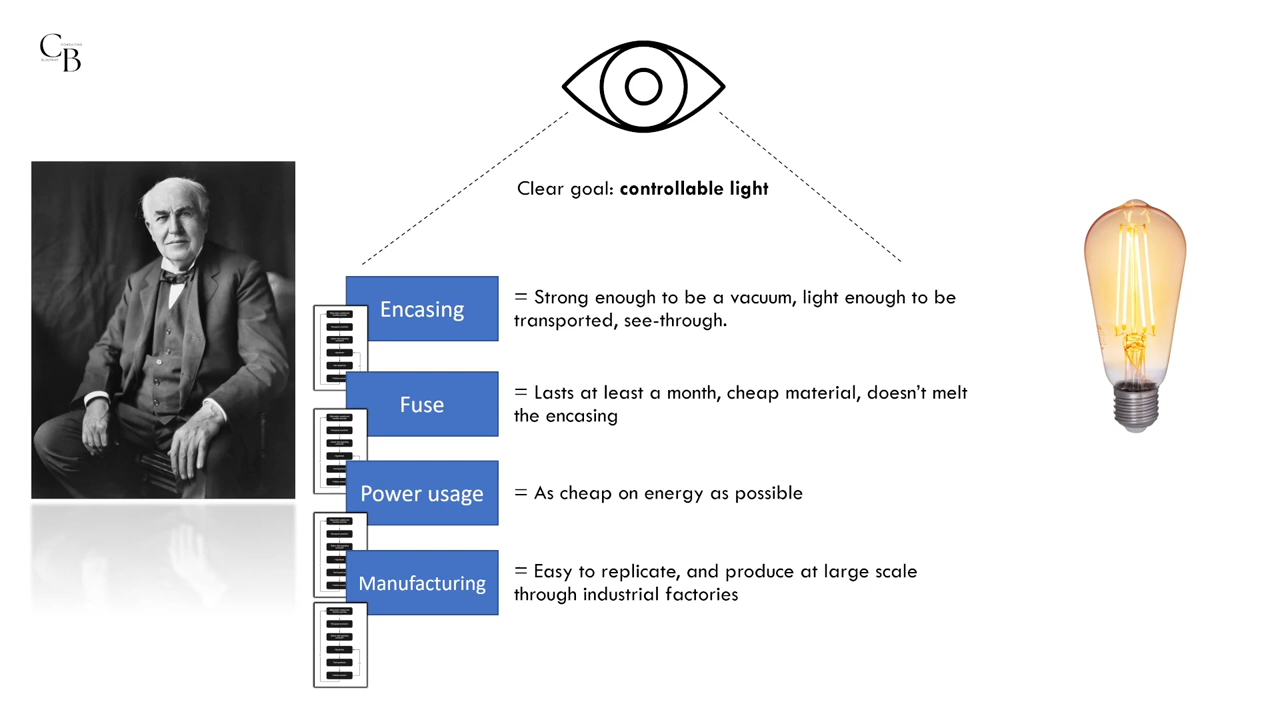 CB
CONSULTING
Clear goal: controllable light
Encasing
= Strong enough to be a vacuum, light enough to be
transported, see-through.
Fuse
= Lasts at least a month, cheap material, doesn’t melt
the encasing
Power usage
= As cheap on energy as possible
Manufacturing
= Easy to replicate, and produce at large scale
through industrial factories